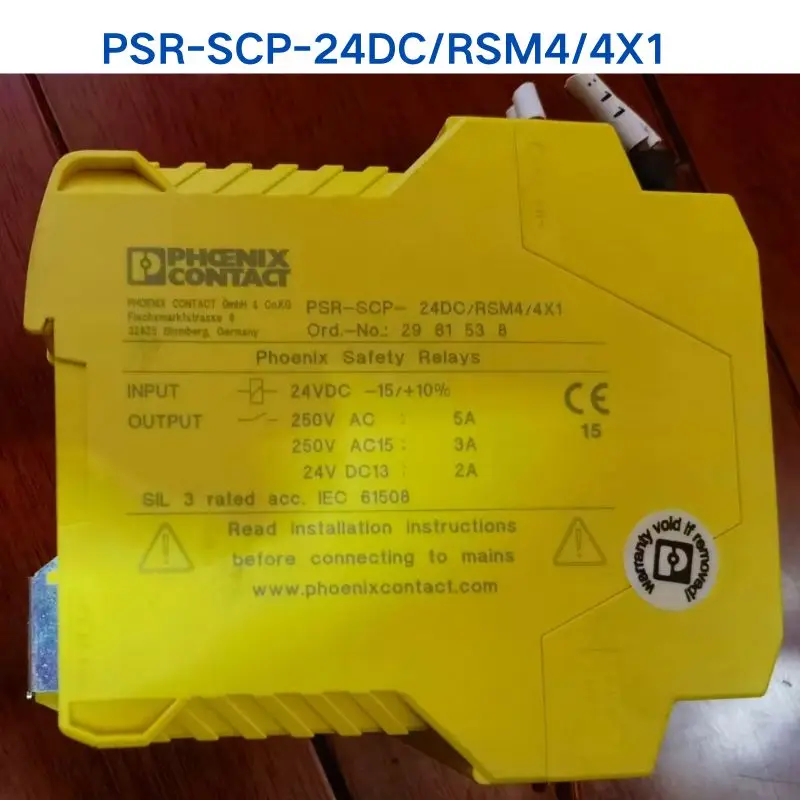 PSR-SCP-24DC/RSM4/4X1
11
PHOENIX
CONTACT
PHOENIX CONTACT GmbH & Co.KG
Flachsmarktstrasse 8
32825 Blomberg, Germany
PSR-SCP- 24DC/RSM4/4X1
Ord.-No.: 29 81 53 8
Phoenix Safety Relays
INPUT 24VDC -15/+10%
OUTPUT 250V AC : 5A
250V AC15 : 3A
24V DC13 : 2A
CE
15
SIL 3 rated acc. IEC 61508
Read installation instructions
before connecting to mains
www.phoenixcontact.com
warranty void if removed!